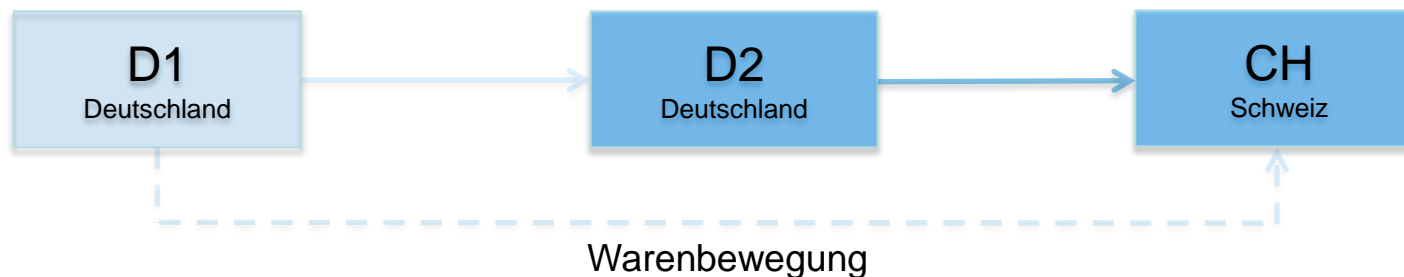 D1
Deutschland
D2
Deutschland
CH
Schweiz
Warenbewegung